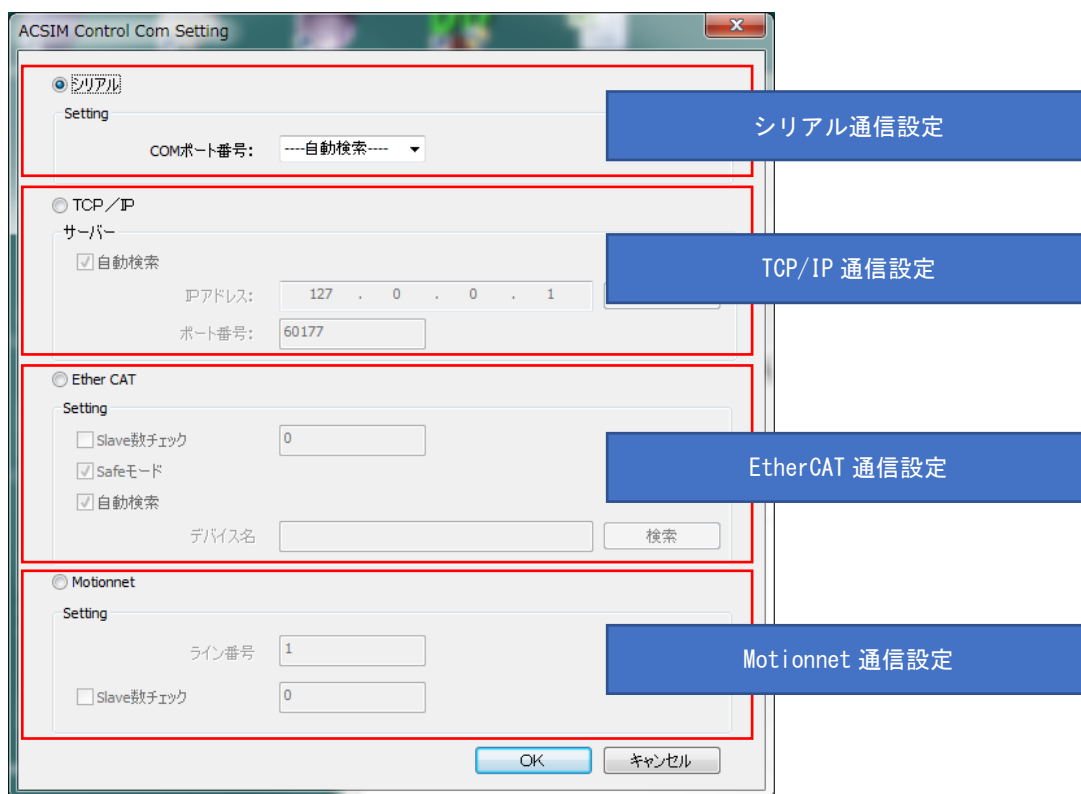 ACSIM Control Com Setting
シリアル
Setting
COMポート番号:
----自動検索----
シリアル通信設定
TCP/IP
サーバー
自動検索
IPアドレス:
127 . 0 . 0 . 1
ポート番号:
60177
TCP/IP 通信設定
Ether CAT
Setting
Slave数チェック
0
Safeモード
自動検索
デバイス名
検索
EtherCAT 通信設定
Motionnet
Setting
ライン番号
1
Slave数チェック
0
Motionnet 通信設定
OK
キャンセル